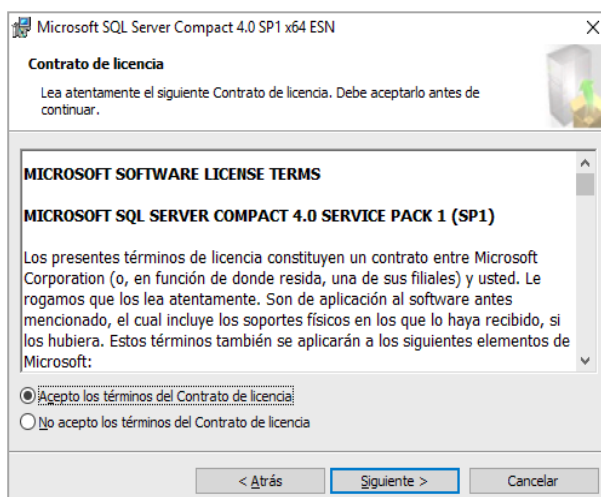 Microsoft SQL Server Compact 4.0 SP1 x64 ESN
Contrato de licencia
Lea atentamente el siguiente Contrato de licencia. Debe aceptarlo antes de
continuar.
MICROSOFT SOFTWARE LICENSE TERMS
MICROSOFT SQL SERVER COMPACT 4.0 SERVICE PACK 1 (SP1)
Los presentes términos de licencia constituyen un contrato entre Microsoft
Corporation (o, en función de donde resida, una de sus filiales) y usted. Le
rogamos que los lea atentamente. Son de aplicación al software antes
mencionado, el cual incluye los soportes físicos en los que lo haya recibido, si
los hubiera. Estos términos también se aplicarán a los siguientes elementos de
Microsoft:
Acepto los términos del Contrato de licencia
No acepto los términos del Contrato de licencia
< Atrás
Siguiente >
Cancelar